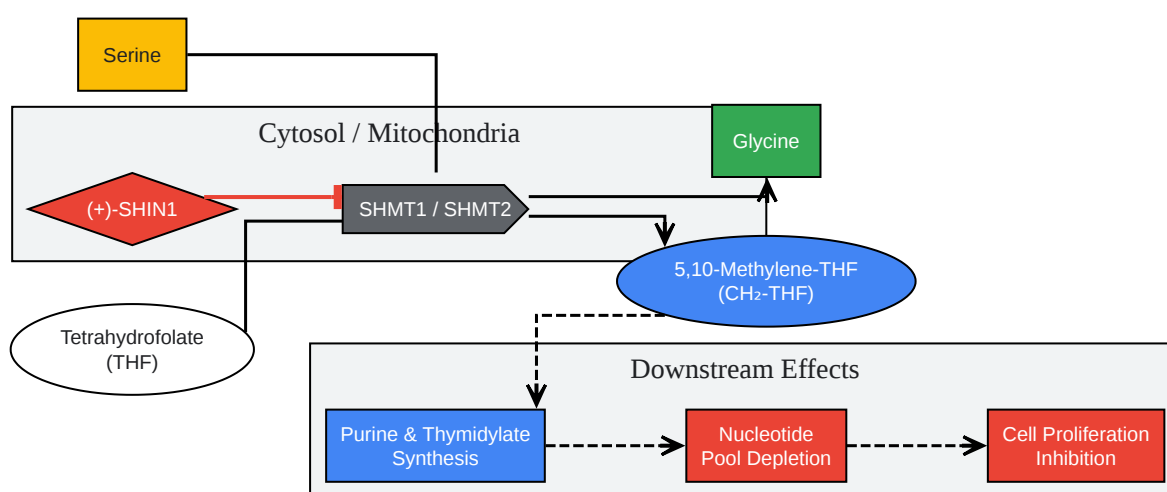 Serine
Cytosol / Mitochondria
Glycine
(+)-SHIN1
SHMT1 / SHMT2
5,10-Methylene-THF
(CH₂-THF)
Tetrahydrofolate
(THF)
Downstream Effects
Purine & Thymidylate
Synthesis
Nucleotide
Pool Depletion
Cell Proliferation
Inhibition